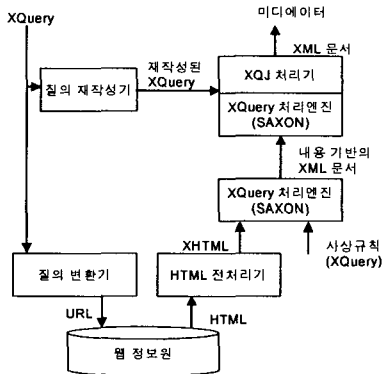 미디에이터
XQuery
XML 문서
재작성된
XQuery
질의 재작성기
XQJ 처리기
XQuery 처리엔진
(SAXON)
내용 기반의
XML 문서
XQuery 처리엔진
(SAXON)
XHTML
사상규칙
(XQuery)
질의 변환기
HTML 전처리기
URL
HTML
웹 정보원